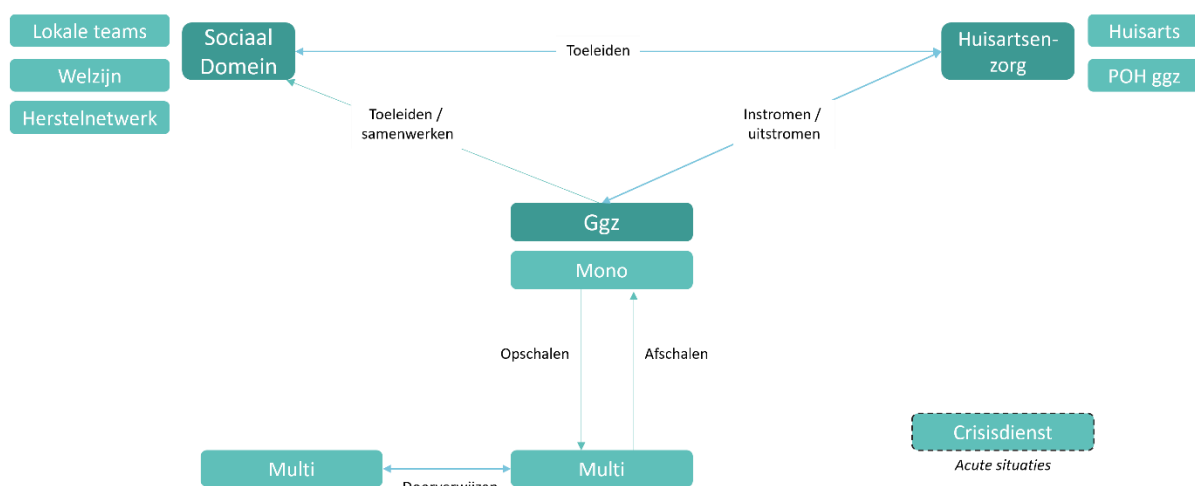 Lokale teams
Welzijn
Herstelnetwerk
Sociaal
Domein
Toeleiden
Huisartsen-
zorg
Huisarts
POH ggz
Toeleiden /
samenwerken
Instromen /
uitstromen
Ggz
Mono
Opschalen
Afschalen
Multi
Doorverwijzen
Multi
Crisisdienst
Acute situaties